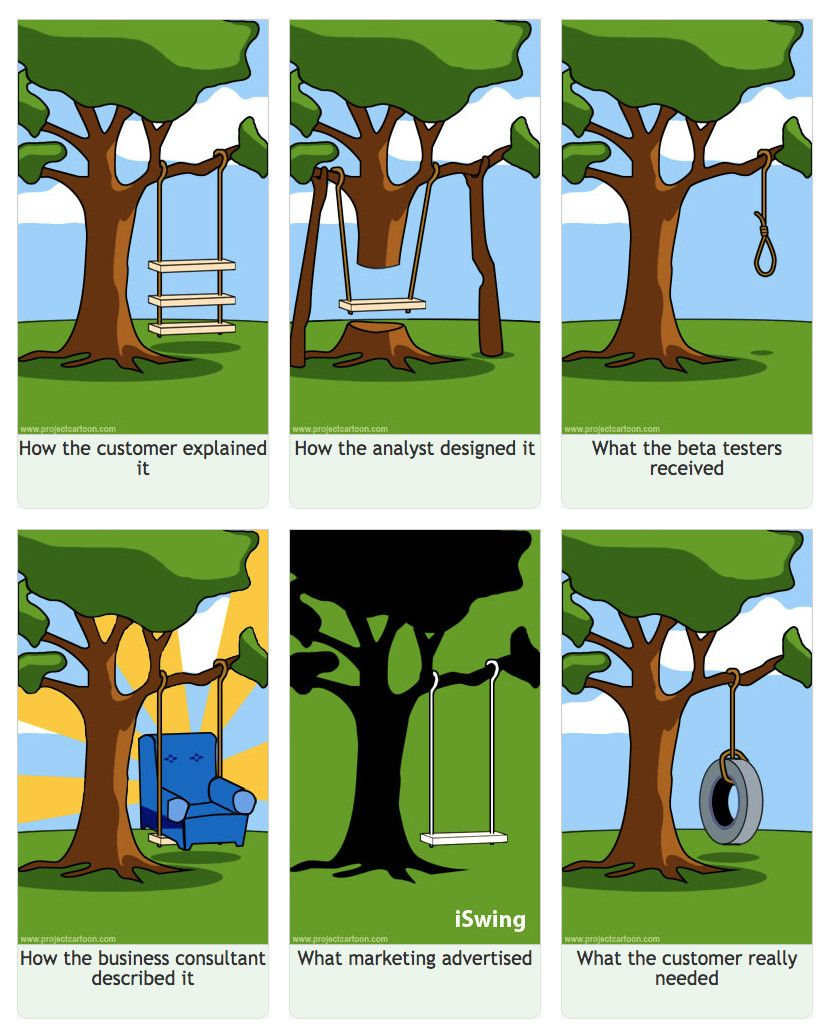 www.projectcartoon.com
www.projectcartoon.com
www.projectcartoon.com
How the customer explained
it
How the analyst designed it
What the beta testers
received
iSwing
www.projectcartoon.com
www.projectcartoon.com
www.projectcartoon.com
How the business consultant
described it
What marketing advertised
What the customer really
needed